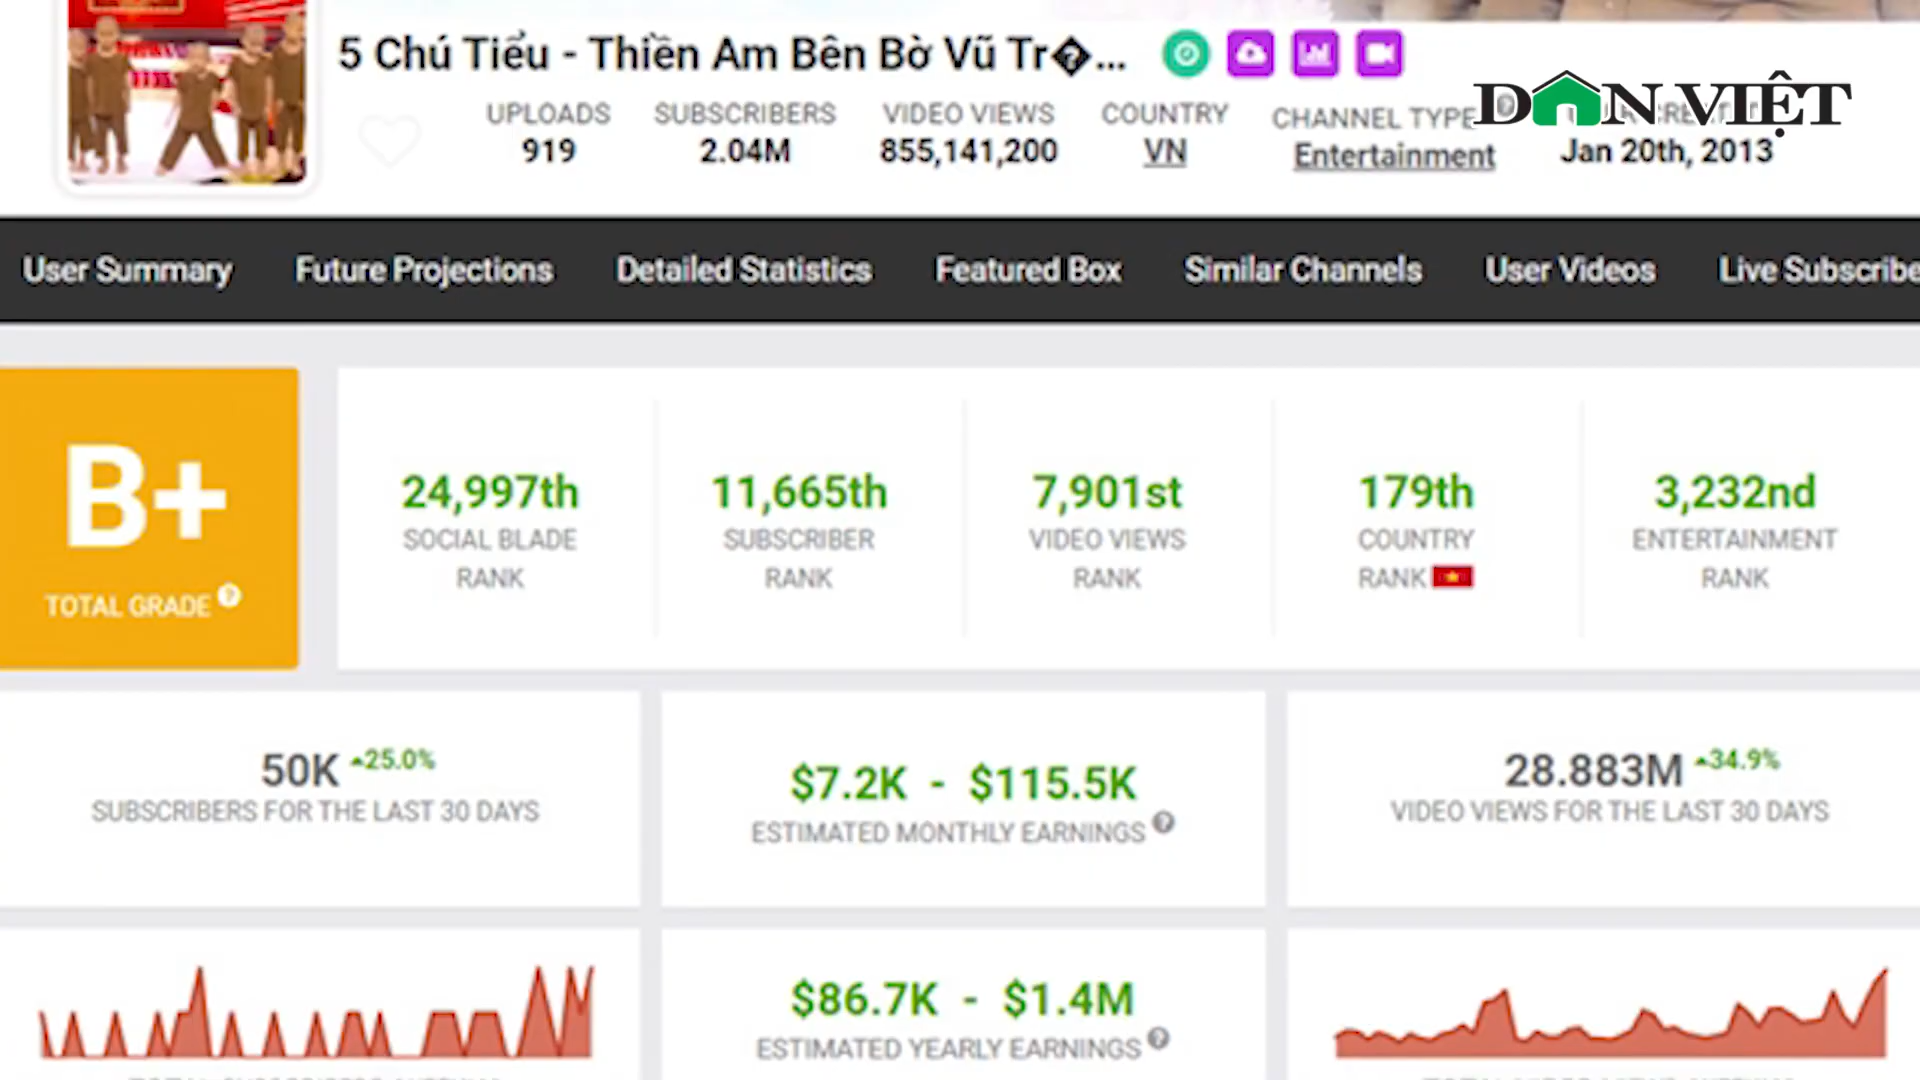 5 Chú Tiểu - Thiền Am Bên Bờ Vũ Tr�...
DÂN VIỆT
UPLOADS
919
SUBSCRIBERS
2.04M
VIDEO VIEWS
855,141,200
COUNTRY
VN
CHANNEL TYPE
Entertainment
Jan 20th, 2013
User Summary
Future Projections
Detailed Statistics
Featured Box
Similar Channels
User Videos
Live Subscribe
B+
TOTAL GRADE
24,997th
SOCIAL BLADE
RANK
11,665th
SUBSCRIBER
RANK
7,901st
VIDEO VIEWS
RANK
179th
COUNTRY
RANK
3,232nd
ENTERTAINMENT
RANK
50K 25.0%
SUBSCRIBERS FOR THE LAST 30 DAYS
$7.2K - $115.5K
ESTIMATED MONTHLY EARNINGS
28.883M 34.9%
VIDEO VIEWS FOR THE LAST 30 DAYS
$86.7K - $1.4M
ESTIMATED YEARLY EARNINGS